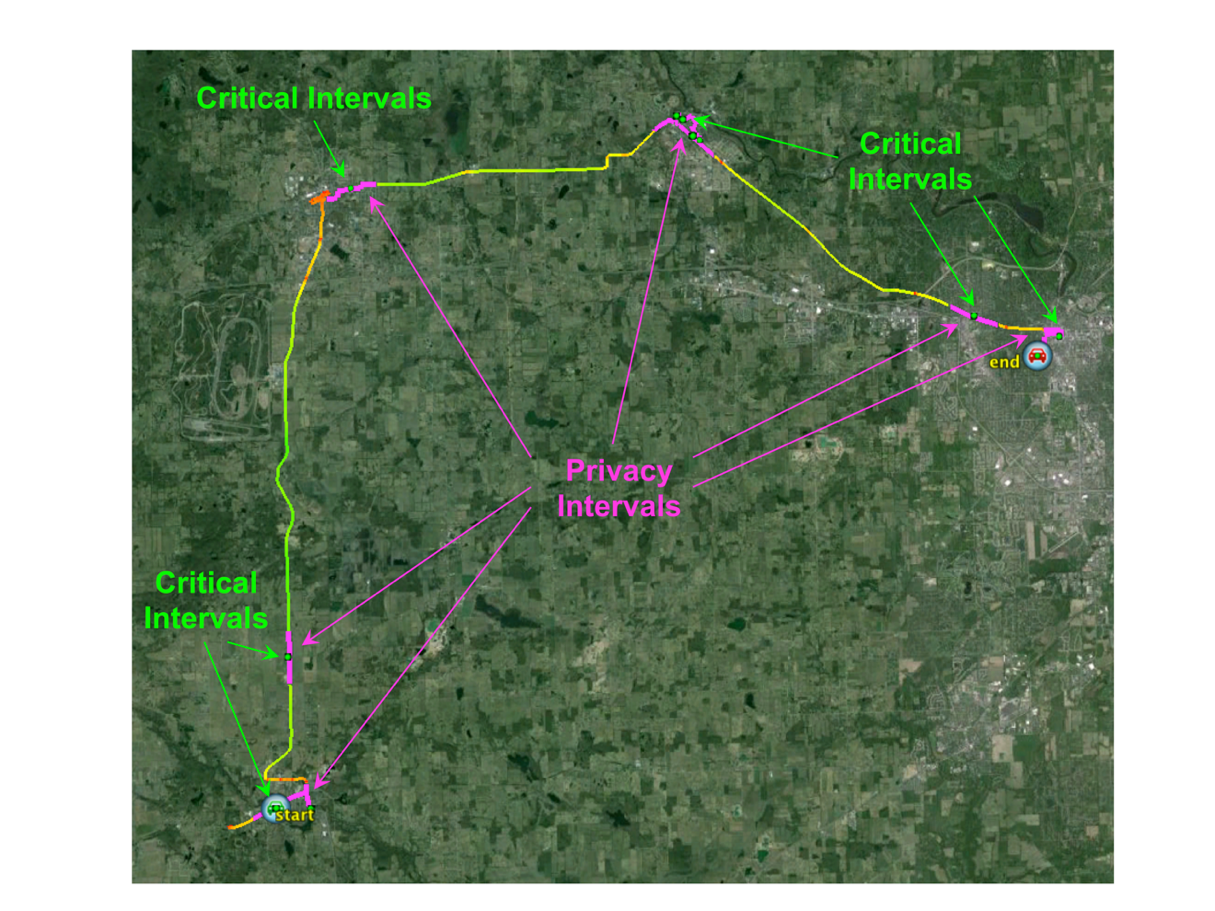 Critical Intervals
Critical
Intervals
end
Privacy
Intervals
Critical
Intervals
start